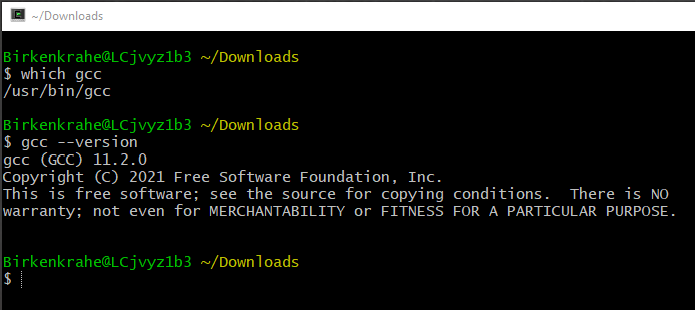 ~/Downloads
Birkenkrahe@LCjvyz1b3 ~/Downloads
$ which gcc
/usr/bin/gcc
Birkenkrahe@LCjvyz1b3 ~/Downloads
$ gcc --version
gcc (GCC) 11.2.0
Copyright (C) 2021 Free Software Foundation, Inc.
This is free software; see the source for copying conditions.  There is NO
warranty; not even for MERCHANTABILITY or FITNESS FOR A PARTICULAR PURPOSE.
Birkenkrahe@LCjvyz1b3 ~/Downloads
$